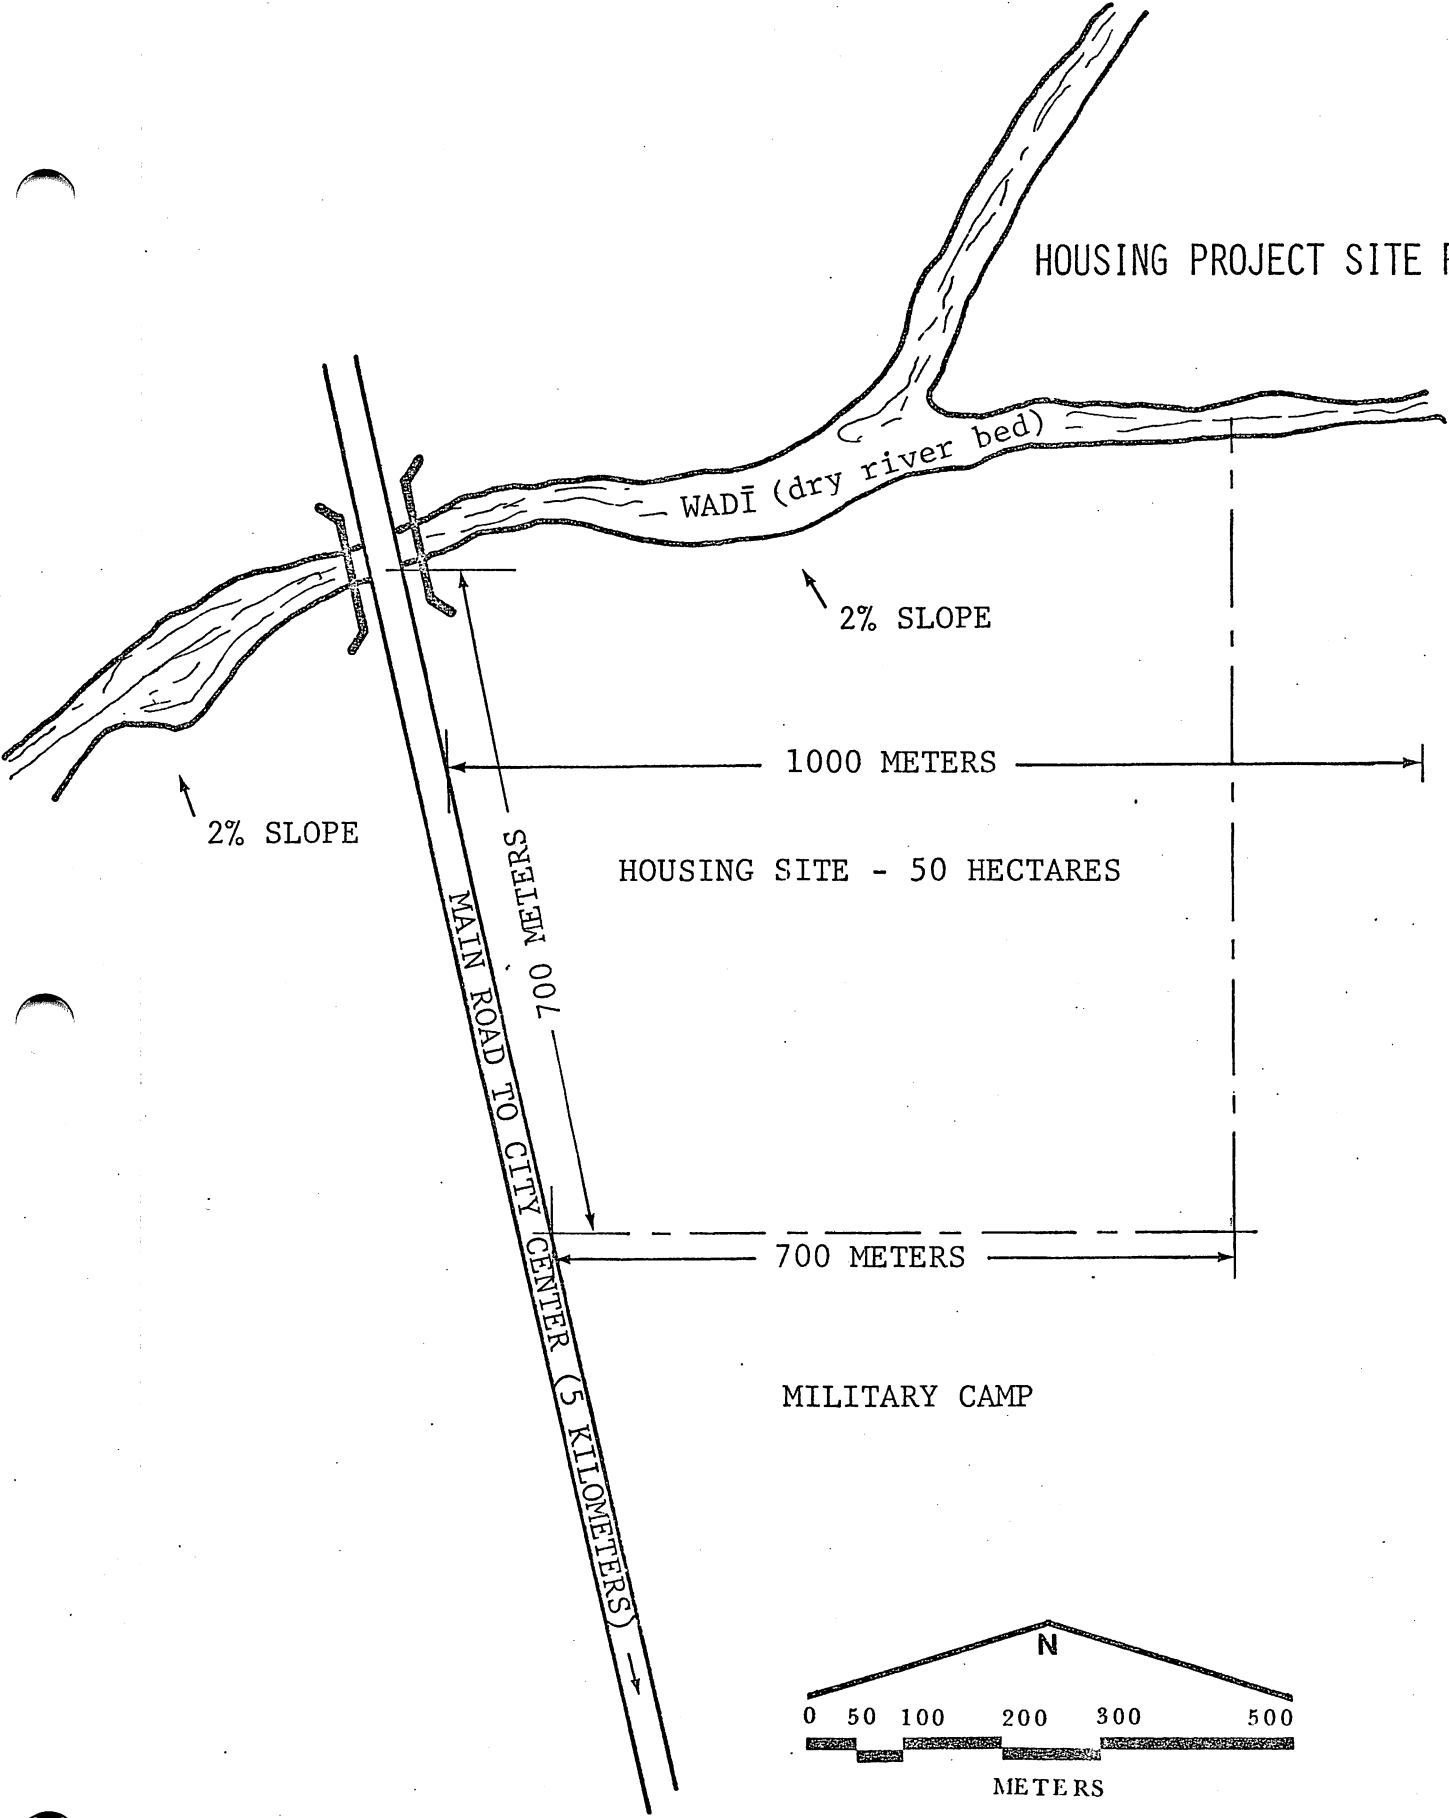 HOUSING PROJECT SITE
WADĪ (dry river bed)
2% SLOPE
1000 METERS
2% SLOPE
HOUSING SITE - 50 HECTARES
700 METERS
MAIN ROAD TO CITY CENTER (5 KILOMETERS)
700 METERS
MILITARY CAMP
N
0 50 100 200 300 500
METERS